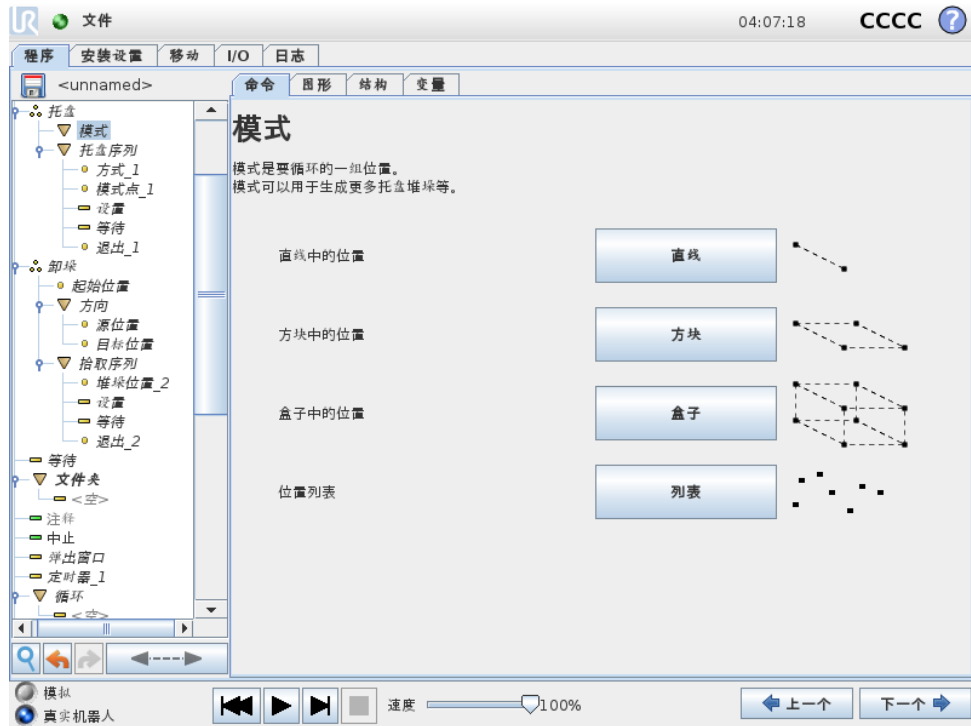 UR 文件 04:07:18 CCCC ?
程序 安装设置 移动 I/O 日志
<unnamed>
命令 图形 结构 变量
托盘
模式
托盘序列
方式_1
模式点_1
设置
等待
退出_1
卸垛
起始位置
方向
源位置
目标位置
拾取序列
堆垛位置_2
设置
等待
退出_2
等待
文件夹
<空>
注释
中止
弹出窗口
定时器_1
循环
<空>
模式
模式是要循环的一组位置。
模式可以用于生成更多托盘堆垛等。
直线中的位置 直线
方块中的位置 方块
盒子中的位置 盒子
位置列表 列表
模拟
真实机器人
速度 100%
上一个 下一个